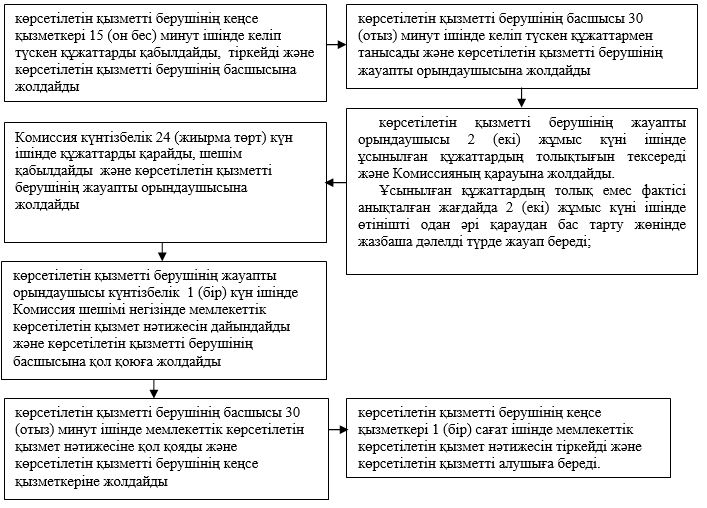 көрсетілетін қызметті берушінің кеңсе
қызметкері 15 (он бес) минут ішінде келіп
түскен құжаттарды қабылдайды, тіркейді және
көрсетілетін қызметті берушінің басшысына
жолдайды
көрсетілетін қызметті берушінің басшысы 30
(отыз) минут ішінде келіп түскен құжаттармен
танысады және көрсетілетін қызметті берушінің
жауапты орындаушысына жолдайды
көрсетілетін қызметті берушінің жауапты
орындаушысы 2 (екі) жұмыс күні ішінде
ұсынылған құжаттардың толықтығын тексереді
және Комиссияның қарауына жолдайды.
Ұсынылған құжаттардың толық емес фактісі
анықталған жағдайда 2 (екі) жұмыс күні ішінде
өтінішті одан әрі қараудан бас тарту жөнінде
жазбаша дәлелді түрде жауап береді;
Комиссия күнтізбелік 24 (жиырма төрт) күн
ішінде құжаттарды қарайды, шешім
қабылдайды және көрсетілетін қызметті
берушінің жауапты орындаушысына
жолдайды
көрсетілетін қызметті берушінің жауапты
орындаушысы күнтізбелік 1 (бір) күн ішінде
Комиссия шешімі негізінде мемлекеттік
көрсетілетін қызмет нәтижесін дайындайды
және көрсетілетін қызметті берушінің
басшысына қол қоюға жолдайды
көрсетілетін қызметті берушінің басшысы 30
(отыз) минут ішінде мемлекеттік көрсетілетін
қызмет нәтижесіне қол қояды және
көрсетілетін қызметті берушінің кеңсе
қызметкеріне жолдайды
көрсетілетін қызметті берушінің кеңсе
қызметкері 1 (бір) сағат ішінде мемлекеттік
көрсетілетін қызмет нәтижесін тіркейді және
көрсетілетін қызметті алушыға береді.